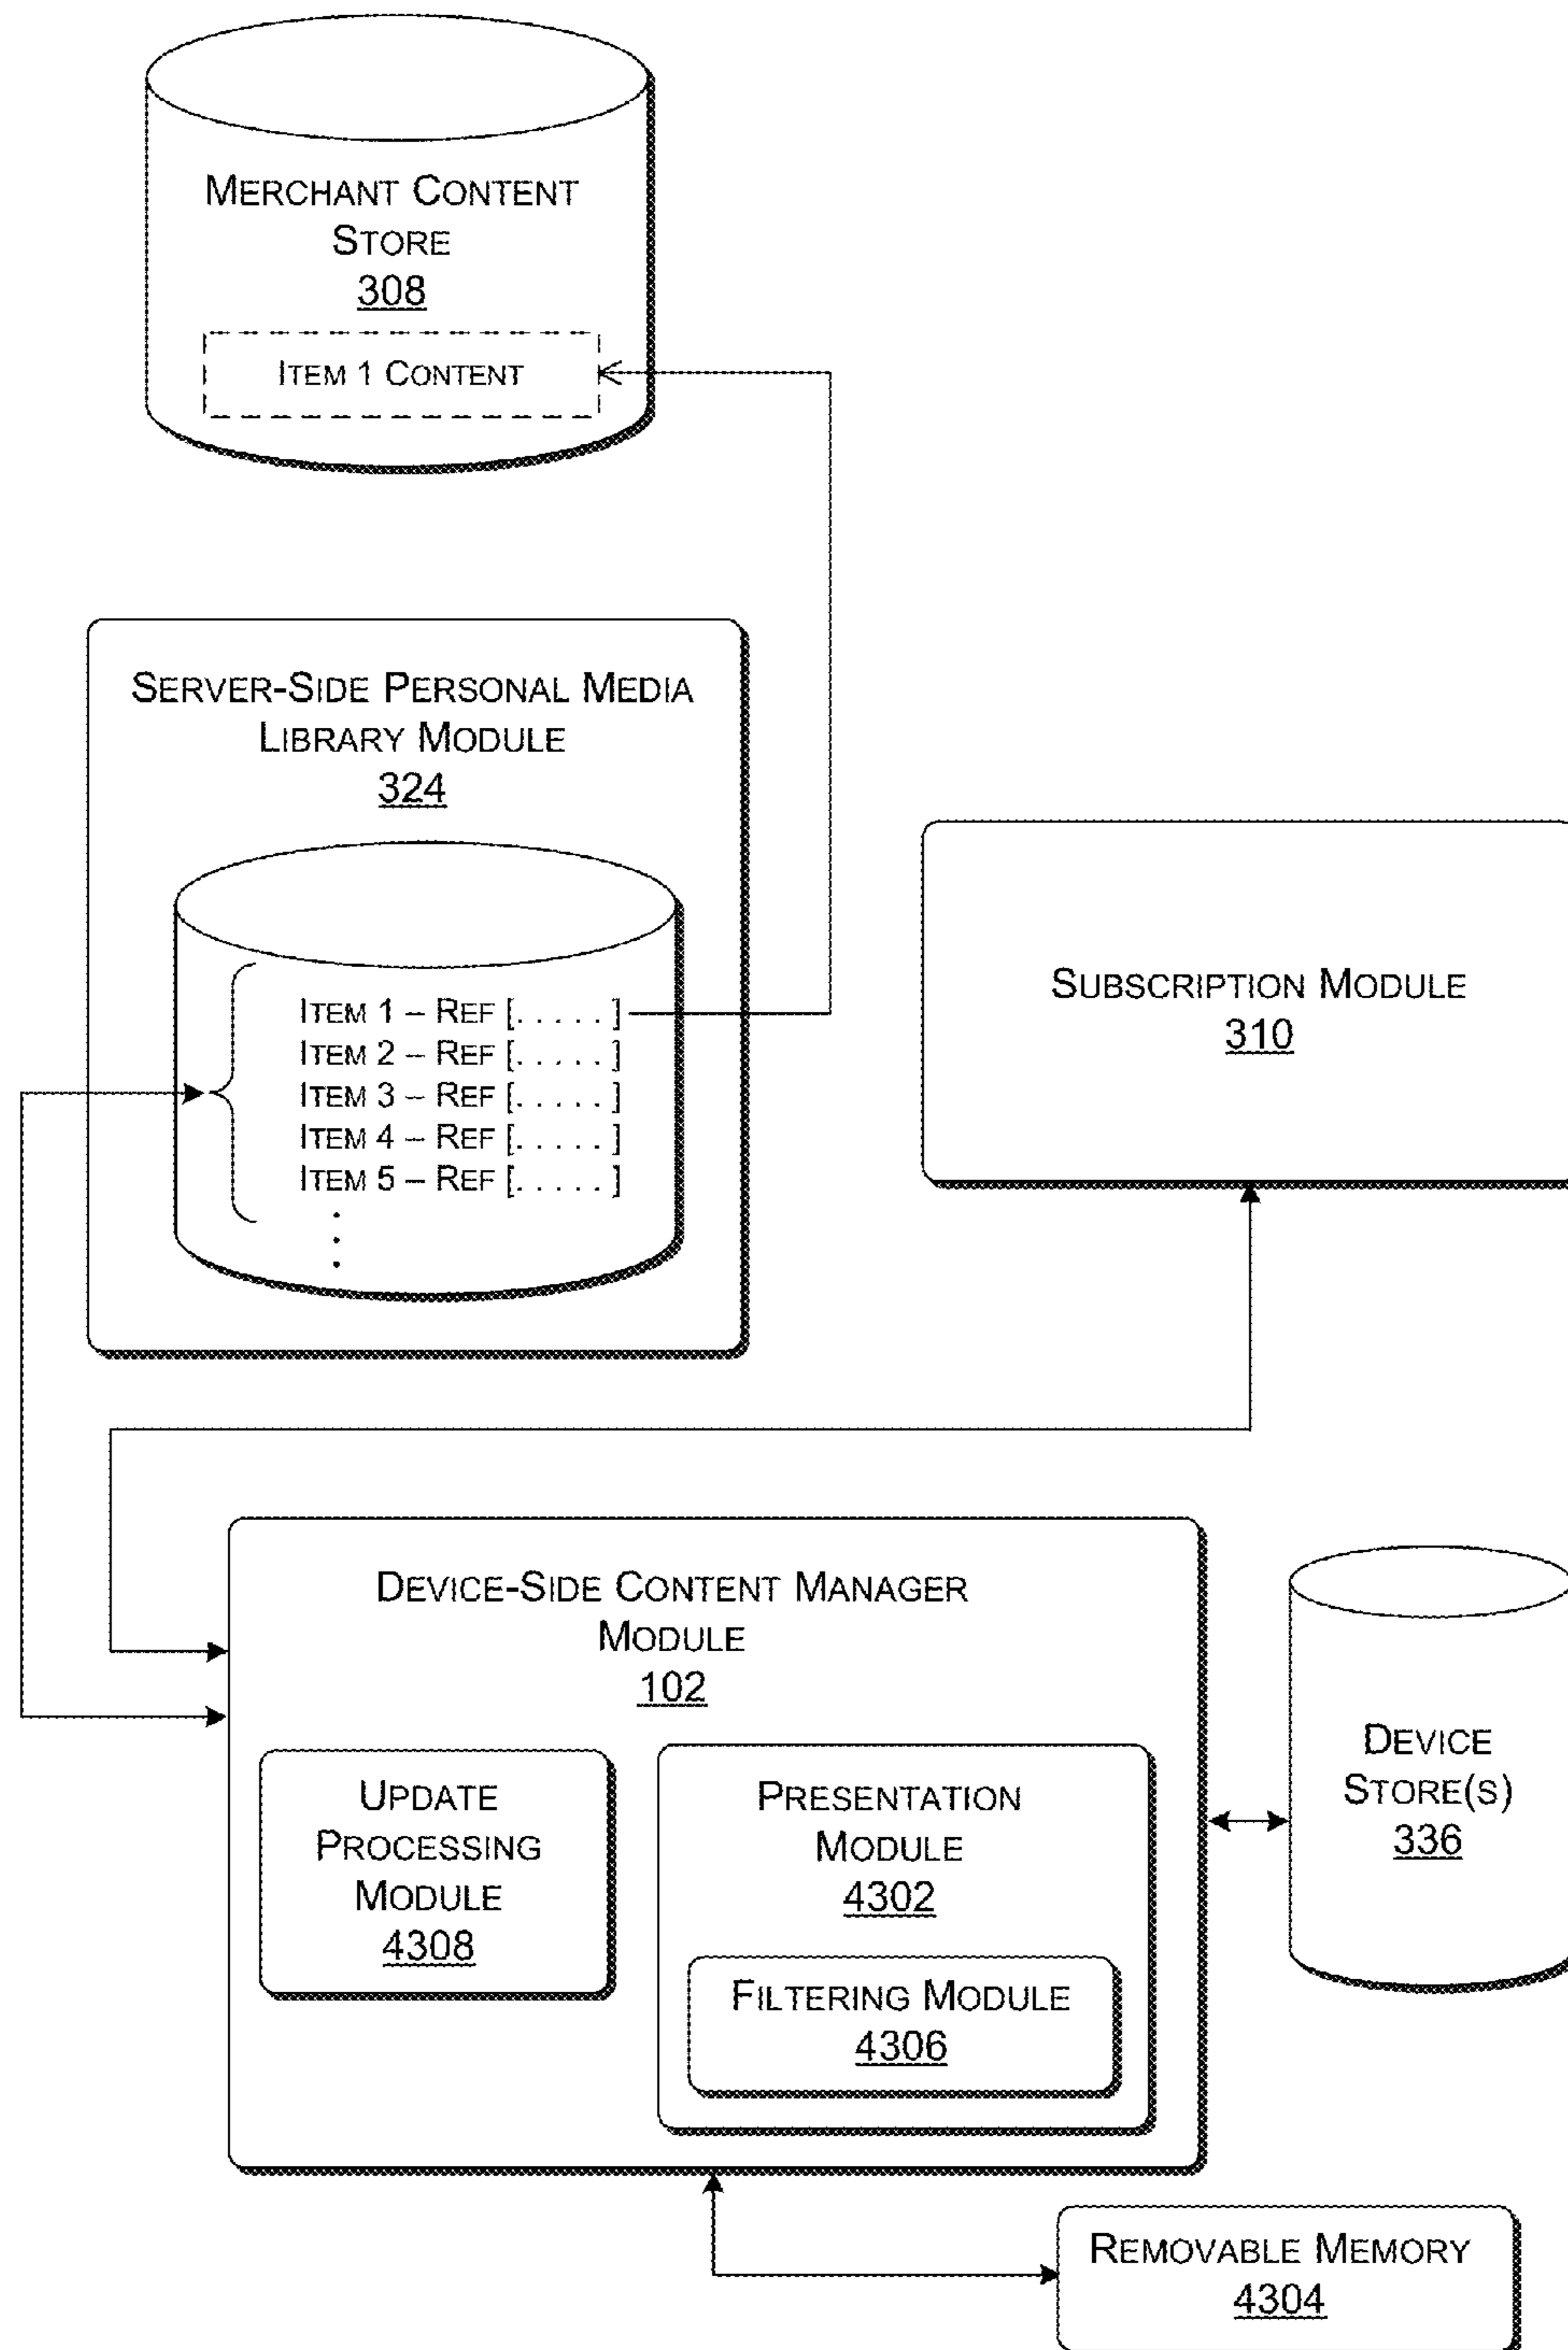 MERCHANT CONTENT
STORE
308
ITEM 1 CONTENT
SERVER-SIDE PERSONAL MEDIA
LIBRARY MODULE
324
ITEM 1 – REF [. . . . . ]
ITEM 2 – REF [. . . . . ]
ITEM 3 – REF [. . . . . ]
ITEM 4 – REF [. . . . . ]
ITEM 5 – REF [. . . . . ]
SUBSCRIPTION MODULE
310
DEVICE-SIDE CONTENT MANAGER
MODULE
102
UPDATE
PROCESSING
MODULE
4308
PRESENTATION
MODULE
4302
FILTERING MODULE
4306
DEVICE
STORE(S)
336
REMOVABLE MEMORY
4304